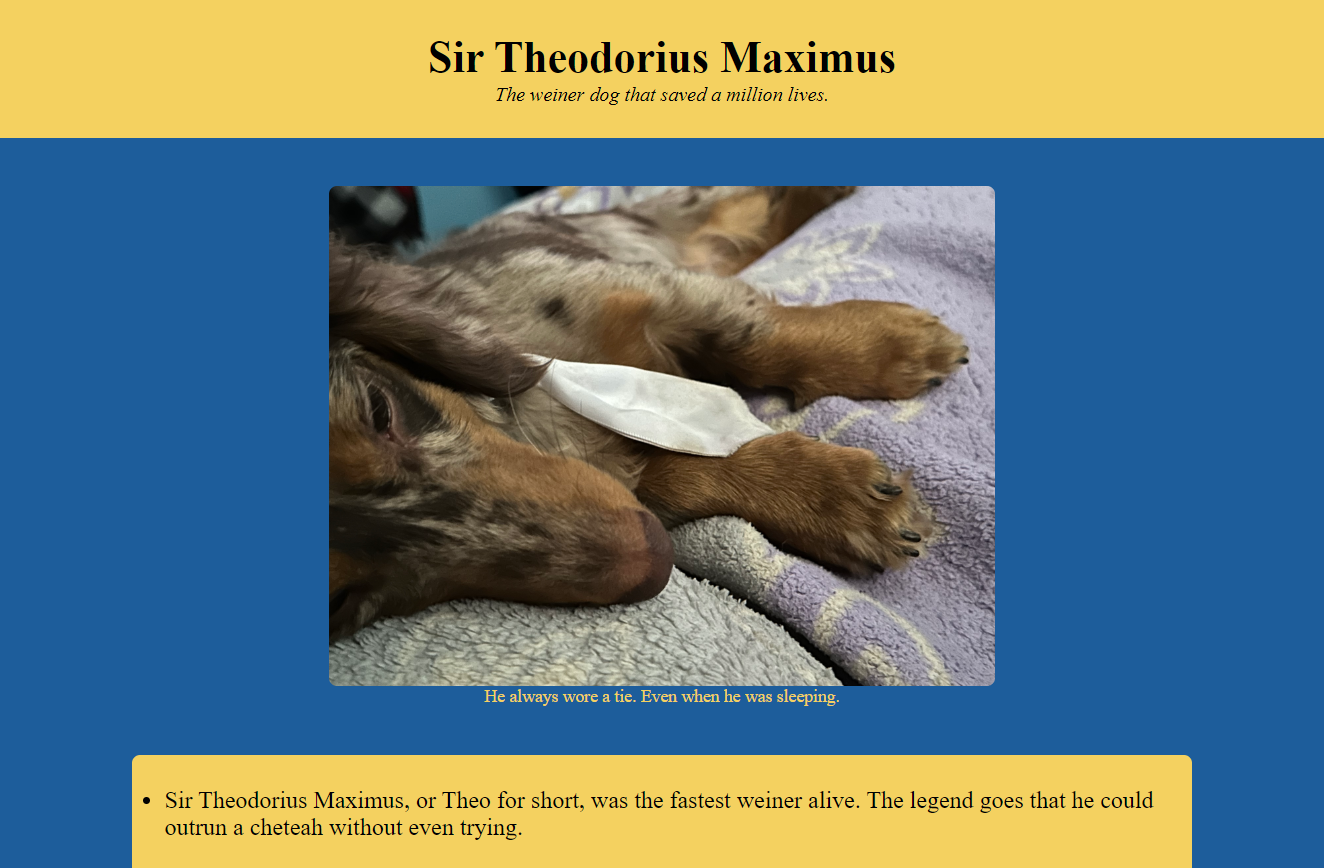 Sir Theodorius Maximus
The weiner dog that saved a million lives.
He always wore a tie. Even when he was sleeping.
• Sir Theodorius Maximus, or Theo for short, was the fastest weiner alive. The legend goes that he could
outrun a cheteah without even trying.